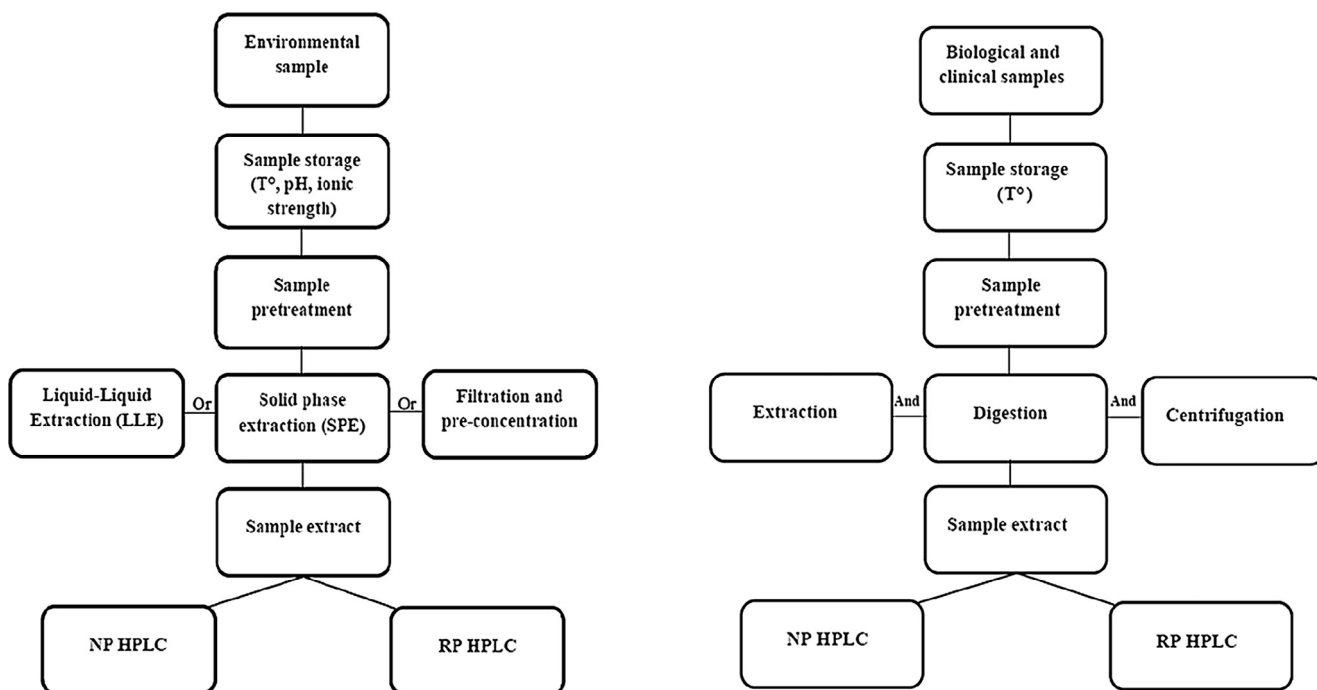 Environmental
sample
Sample storage
(T°, pH, ionic
strength)
Sample
pretreatment
Liquid-Liquid
Extraction (LLE)
Or
Solid phase
extraction (SPE)
Or
Filtration and
pre-concentration
Sample extract
NP HPLC
RP HPLC
Biological and
clinical samples
Sample storage
(T°)
Sample
pretreatment
Extraction
And
Digestion
And
Centrifugation
Sample extract
NP HPLC
RP HPLC